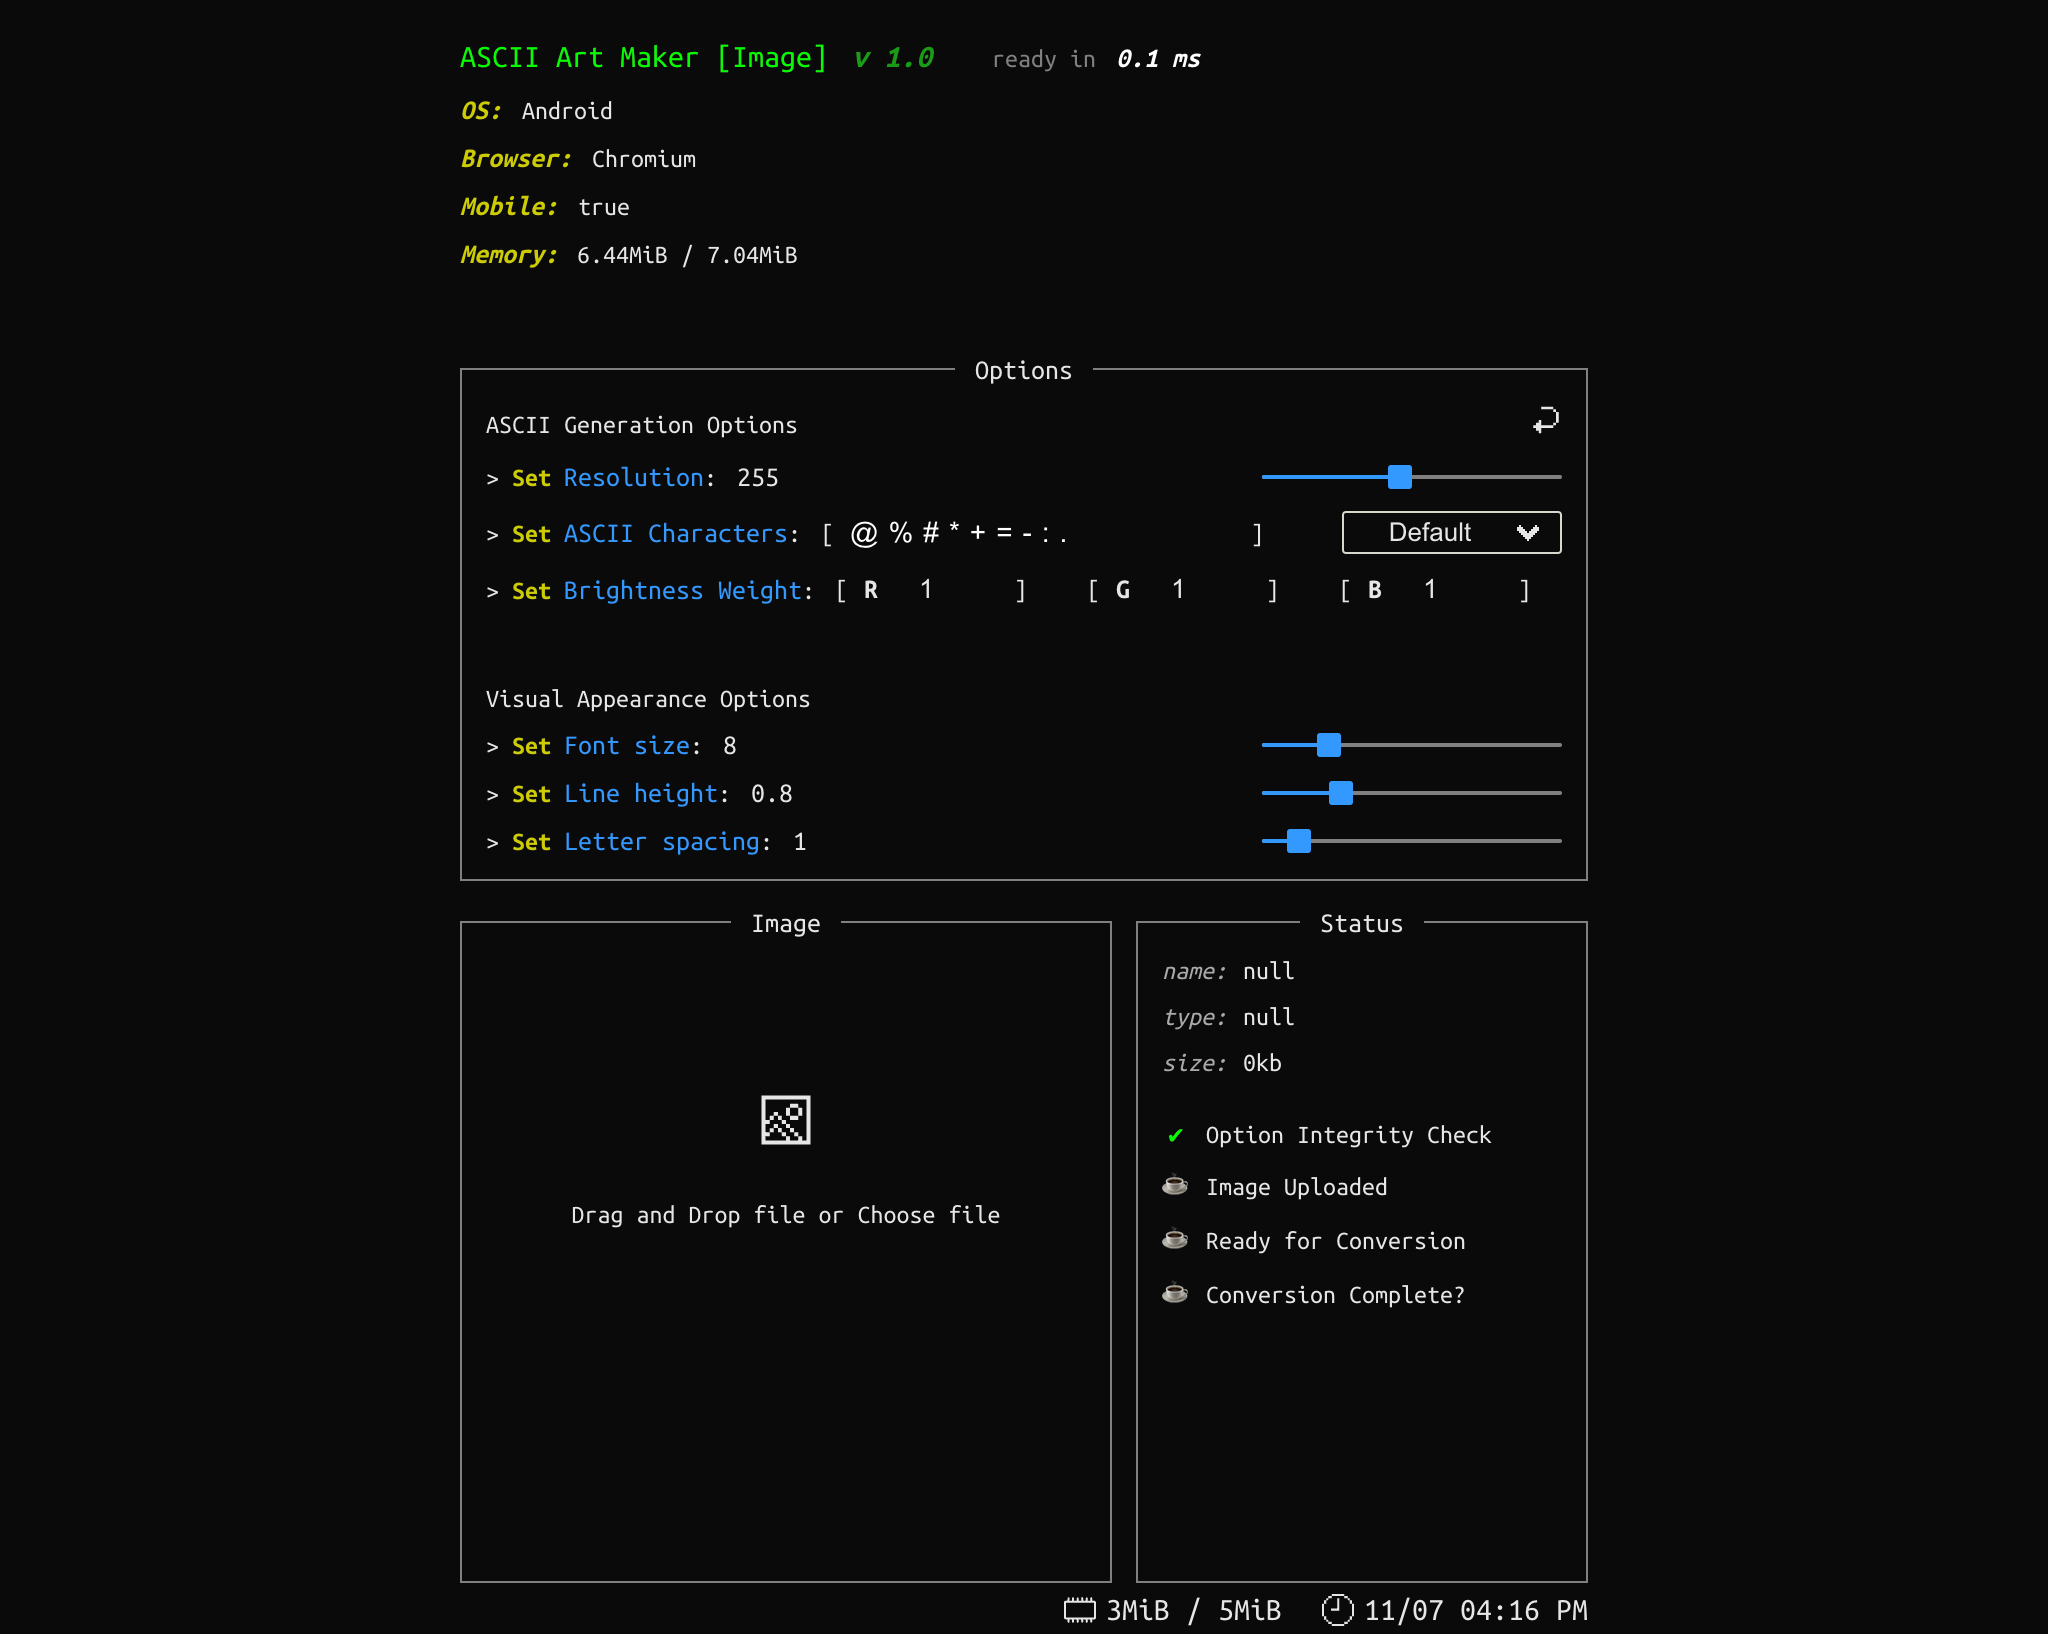 ASCII Art Maker [Image] v 1.0 ready in 0.1 ms
OS: Android
Browser: Chromium
Mobile: true
Memory: 6.44MiB / 7.04MiB
Options
ASCII Generation Options
> Set Resolution: 255
> Set ASCII Characters: [ @%#*+=-:. ] Default
> Set Brightness Weight: [ R 1 ] [ G 1 ] [ B 1 ]
Visual Appearance Options
> Set Font size: 8
> Set Line height: 0.8
> Set Letter spacing: 1
Image
Drag and Drop file or Choose file
Status
name: null
type: null
size: 0kb
✔ Option Integrity Check
☕ Image Uploaded
☕ Ready for Conversion
☕ Conversion Complete?
3MiB / 5MiB 11/07 04:16 PM